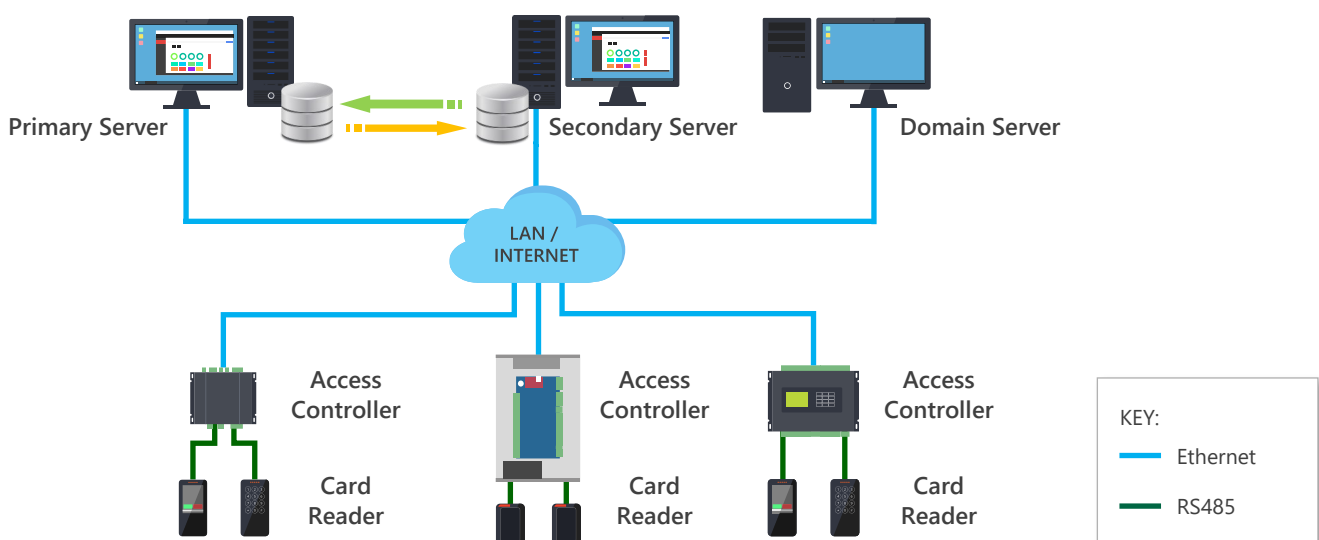 Primary Server
Secondary Server
Domain Server
LAN /
INTERNET
Access
Controller
Access
Controller
Access
Controller
Card
Reader
Card
Reader
Card
Reader
KEY:
Ethernet
RS485